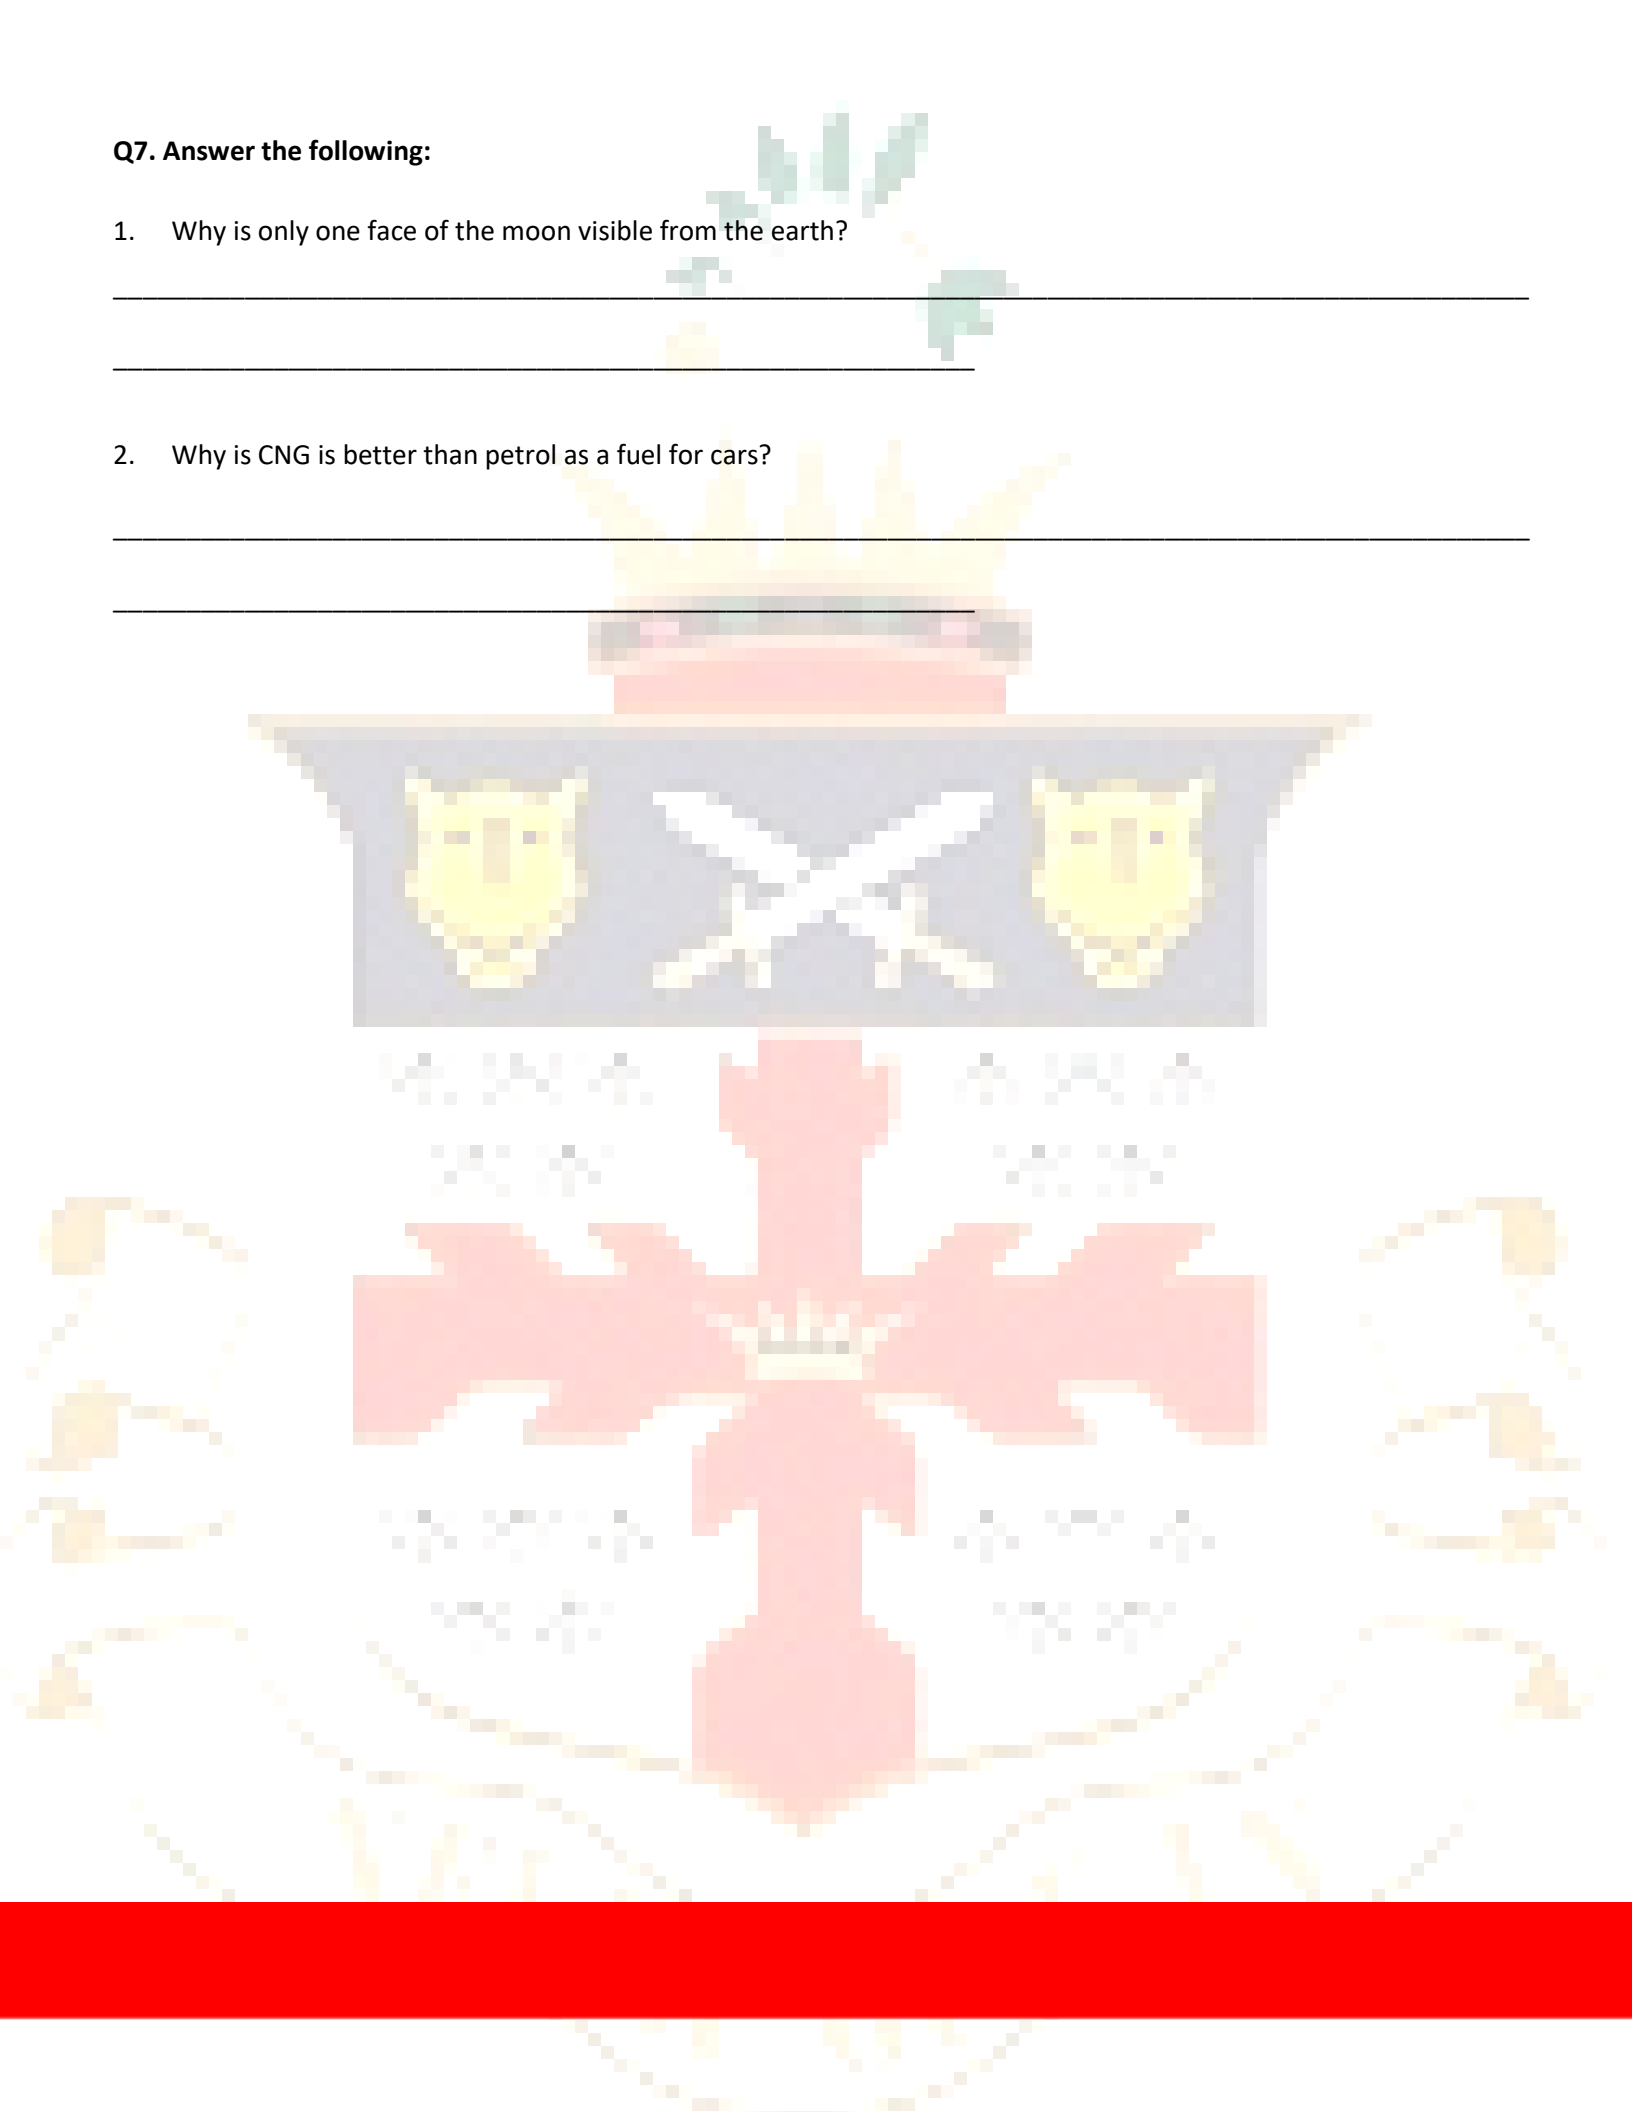 Q7. Answer the following:
1. Why is only one face of the moon visible from the earth?
2. Why is CNG is better than petrol as a fuel for cars?